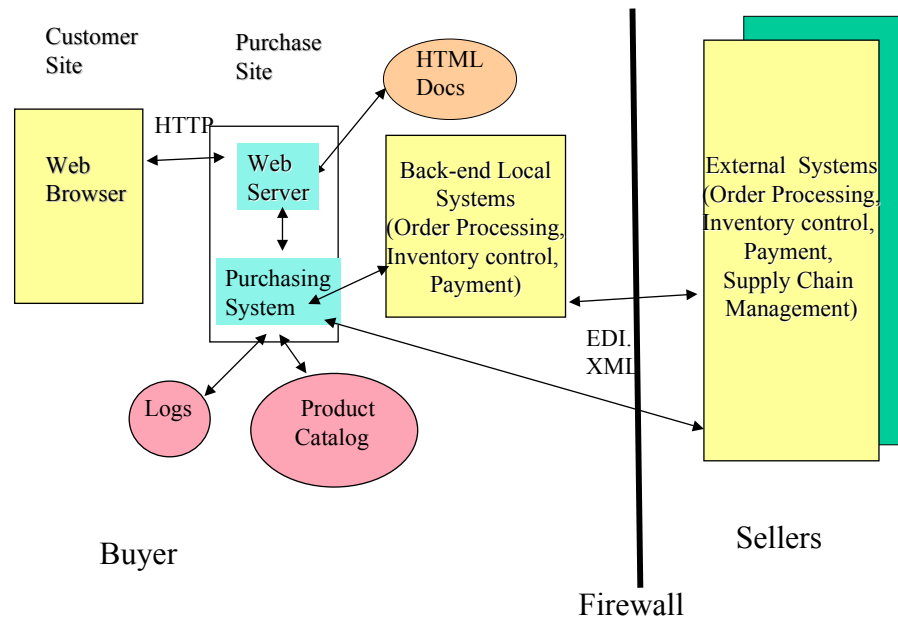 Customer
Site
Purchase
Site
HTML
Docs
HTTP
Web
Browser
Web
Server
Back-end Local
Systems
(Order Processing,
Inventory control,
Payment)
External Systems
(Order Processing,
Inventory control,
Payment,
Supply Chain
Management)
Purchasing
System
EDI.
XML
Logs
Product
Catalog
Buyer
Sellers
Firewall